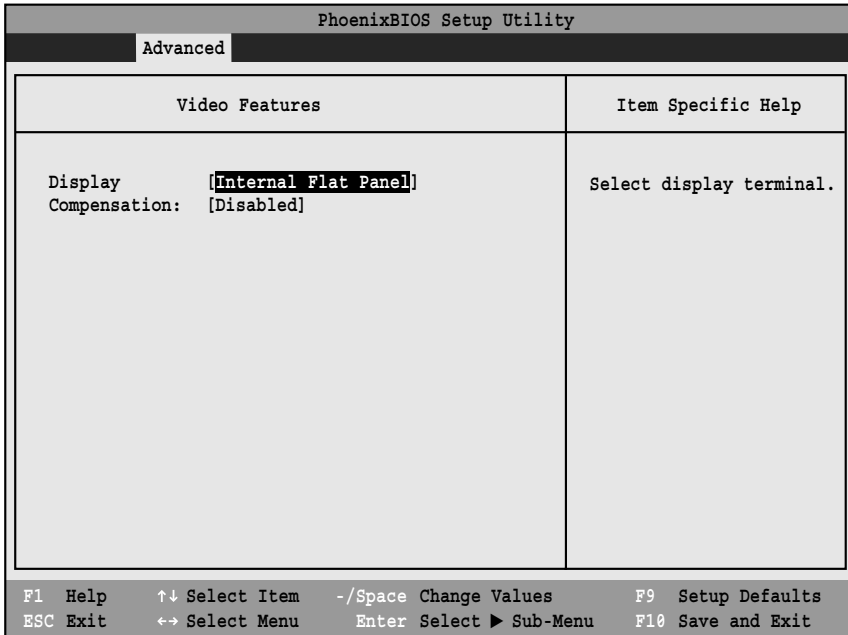 PhoenixBIOS Setup Utility
Advanced
Video Features
Item Specific Help
Display [Internal Flat Panel]
Compensation: [Disabled]
Select display terminal.
F1 Help ↑↓ Select Item -/Space Change Values F9 Setup Defaults
ESC Exit ←→ Select Menu Enter Select ▶ Sub-Menu F10 Save and Exit